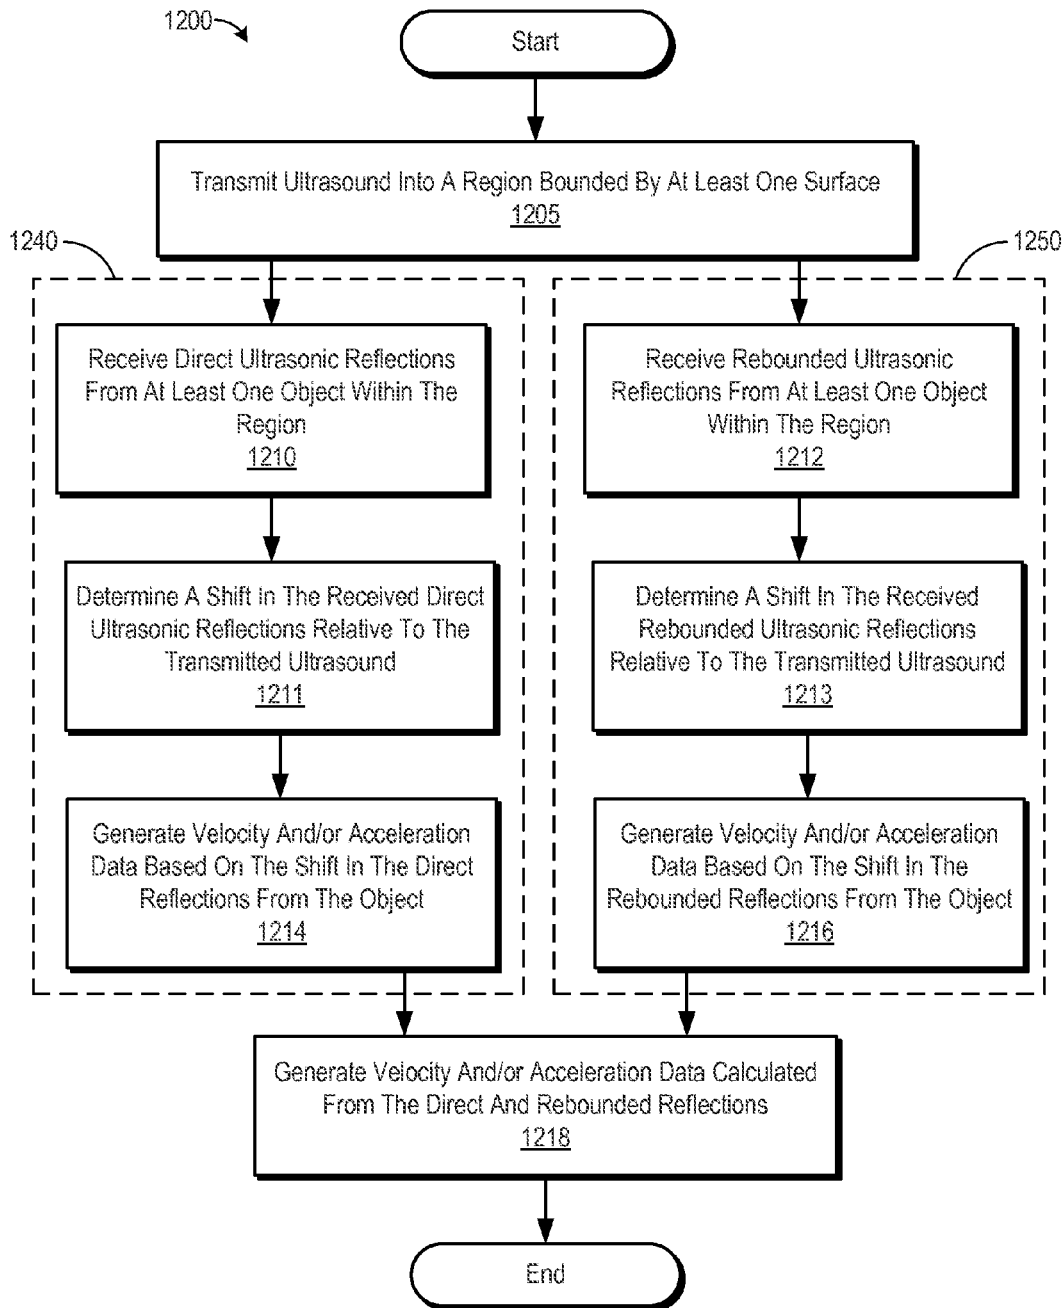 1200
Start
Transmit Ultrasound Into A Region Bounded By At Least One Surface
1205
1240
1250
Receive Direct Ultrasonic Reflections
From At Least One Object Within The
Region
1210
Receive Rebounded Ultrasonic
Reflections From At Least One Object
Within The Region
1212
Determine A Shift In The Received Direct
Ultrasonic Reflections Relative To The
Transmitted Ultrasound
1211
Determine A Shift In The Received
Rebounded Ultrasonic Reflections
Relative To The Transmitted Ultrasound
1213
Generate Velocity And/or Acceleration
Data Based On The Shift In The Direct
Reflections From The Object
1214
Generate Velocity And/or Acceleration
Data Based On The Shift In The
Rebounded Reflections From The Object
1216
Generate Velocity And/or Acceleration Data Calculated
From The Direct And Rebounded Reflections
1218
End